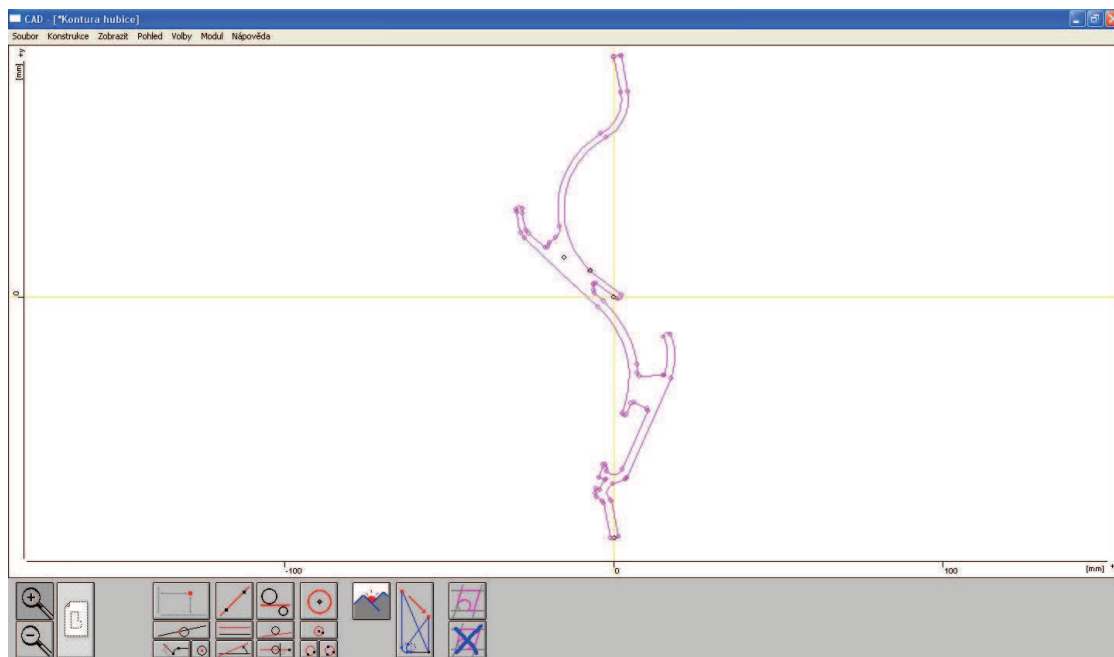 CAD - [*Kontura hubice]
Soubor Konstrukce Zobrazit Pohled Volby Modul Nápověda
[mm] +y
0
-100 0 100 [mm] +